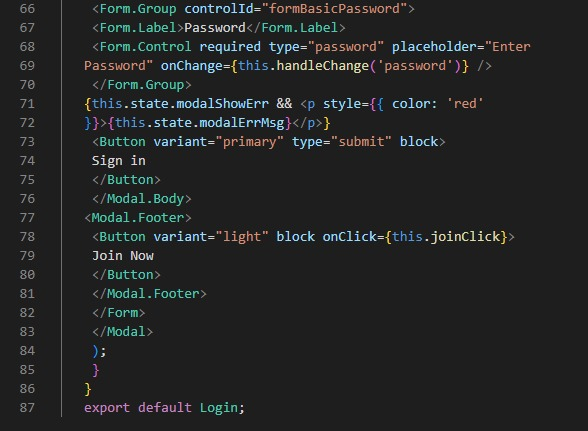 66 <Form.Group controlId="formBasicPassword">
67 <Form.Label>Password</Form.Label>
68 <Form.Control required type="password" placeholder="Enter
69 Password" onChange={this.handleChange('password')} />
70 </Form.Group>
71 {this.state.modalShowErr && <p style={{ color: 'red'
72 }}>{this.state.modalErrMsg}</p>}
73 <Button variant="primary" type="submit" block>
74 Sign in
75 </Button>
76 </Modal.Body>
77 <Modal.Footer>
78 <Button variant="light" block onClick={this.joinClick}>
79 Join Now
80 </Button>
81 </Modal.Footer>
82 </Form>
83 </Modal>
84 );
85 }
86 }
87 export default Login;